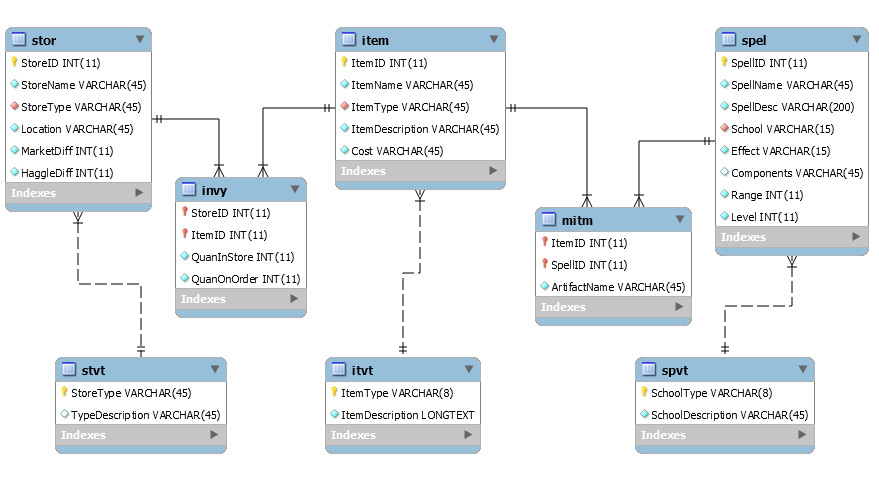 stor
StoreID INT(11)
StoreName VARCHAR(45)
StoreType VARCHAR(45)
Location VARCHAR(45)
MarketDiff INT(11)
HaggleDiff INT(11)
Indexes
item
ItemID INT(11)
ItemName VARCHAR(45)
ItemType VARCHAR(45)
ItemDescription VARCHAR(45)
Cost VARCHAR(45)
Indexes
spel
SpellID INT(11)
SpellName VARCHAR(45)
SpellDesc VARCHAR(200)
School VARCHAR(15)
Effect VARCHAR(15)
Components VARCHAR(45)
Range INT(11)
Level INT(11)
Indexes
invy
StoreID INT(11)
ItemID INT(11)
QuanInStore INT(11)
QuanOnOrder INT(11)
Indexes
mitm
ItemID INT(11)
SpellID INT(11)
ArtifactName VARCHAR(45)
Indexes
stvt
StoreType VARCHAR(45)
TypeDescription VARCHAR(45)
Indexes
itvt
ItemType VARCHAR(8)
ItemDescription LONGTEXT
Indexes
spvt
SchoolType VARCHAR(8)
SchoolDescription VARCHAR(45)
Indexes